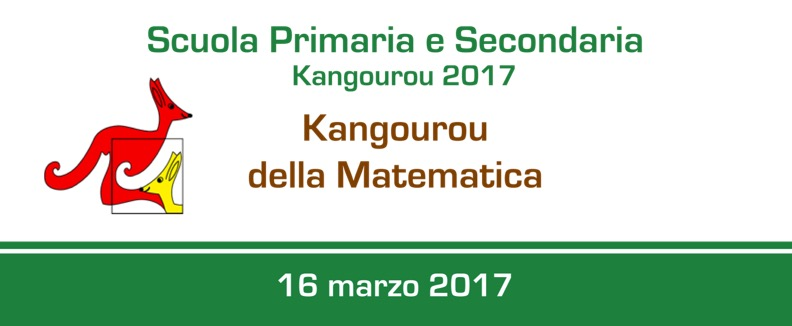 Scuola Primaria e Secondaria
Kangourou 2017
Kangourou
della Matematica
16 marzo 2017